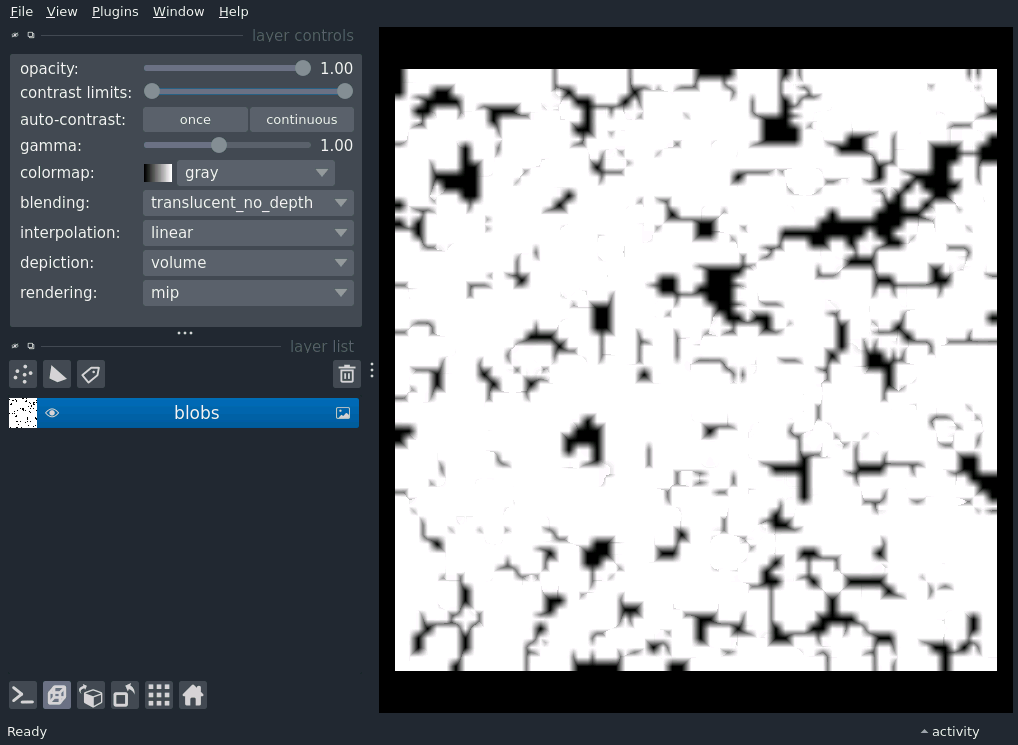 File View Plugins Window Help
layer controls
opacity: 1.00
contrast limits:
auto-contrast: once continuous
gamma: 1.00
colormap: gray
blending: translucent_no_depth
interpolation: linear
depiction: volume
rendering: mip
layer list
blobs
Ready activity